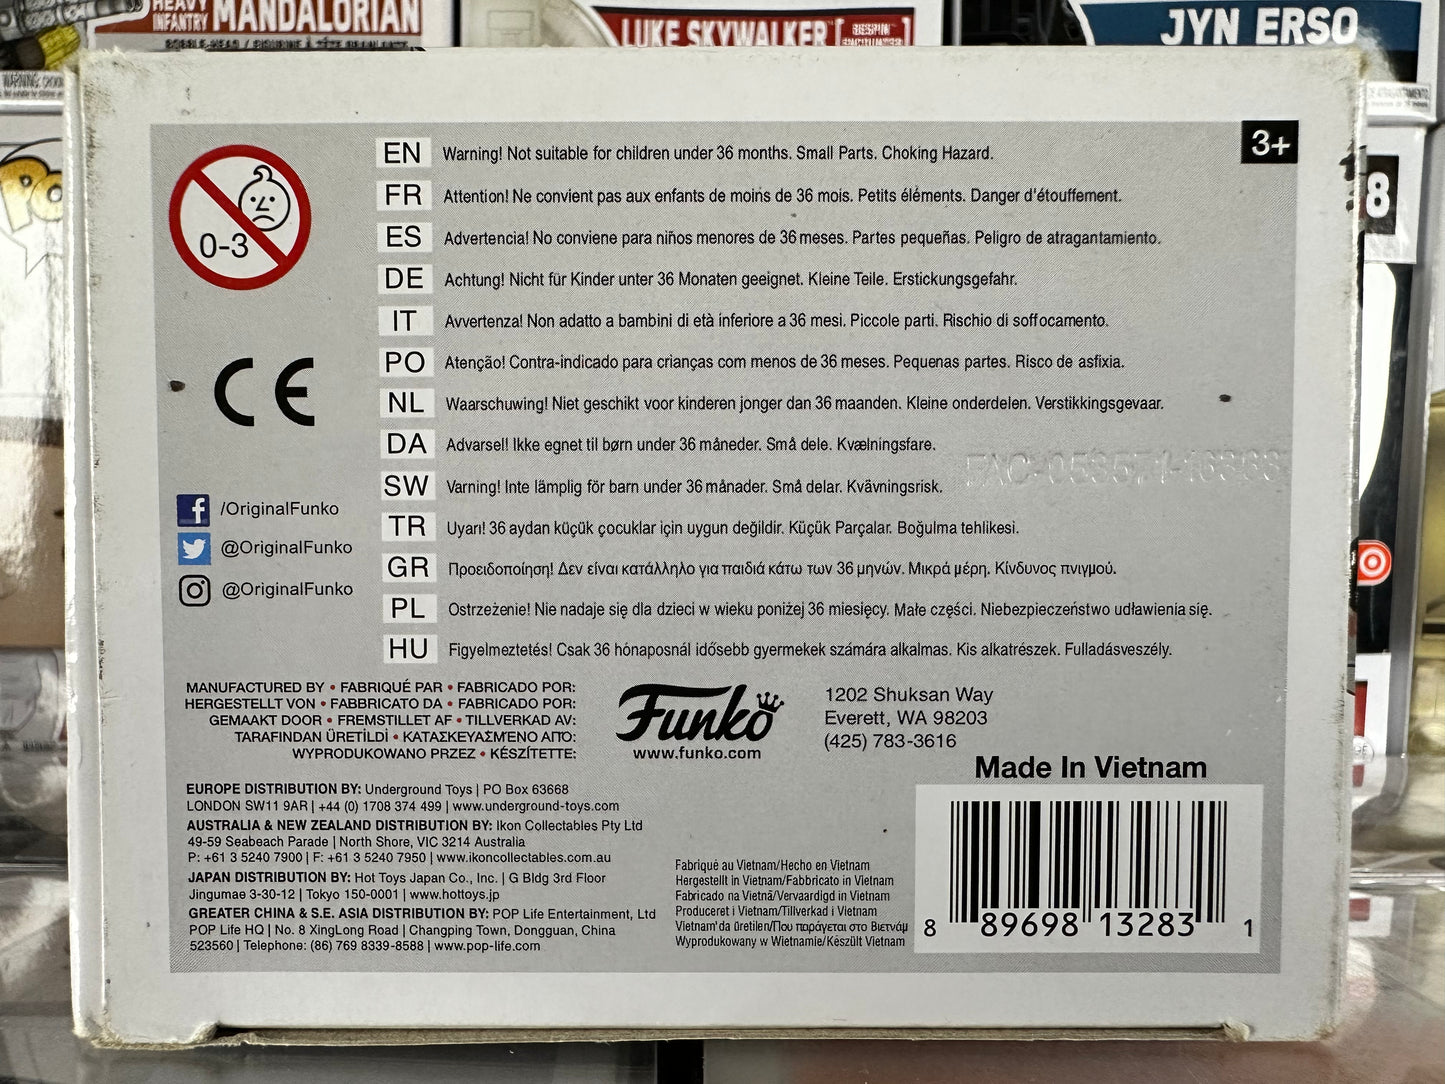 HEAVY
INFANTRY
MANDALORIAN
LUKE SKYWALKER
BESPIN
ENCOUNTER
JYN ERSO
8
3+
0-3
EN Warning! Not suitable for children under 36 months. Small Parts. Choking Hazard.
FR Attention! Ne convient pas aux enfants de moins de 36 mois. Petits éléments. Danger d'étouffement.
ES Advertencia! No conviene para niños menores de 36 meses. Partes pequeñas. Peligro de atragantamiento.
DE Achtung! Nicht für Kinder unter 36 Monaten geeignet. Kleine Teile. Erstickungsgefahr.
IT Avvertenza! Non adatto a bambini di età inferiore a 36 mesi. Piccole parti. Rischio di soffocamento.
PO Atenção! Contra-indicado para crianças com menos de 36 meses. Pequenas partes. Risco de asfixia.
NL Waarschuwing! Niet geschikt voor kinderen jonger dan 36 maanden. Kleine onderdelen. Verstikkingsgevaar.
DA Advarsel! Ikke egnet til børn under 36 måneder. Små dele. Kvælningsfare.
SW Varning! Inte lämplig för barn under 36 månader. Små delar. Kvävningsrisk.
TR Uyarı! 36 aydan küçük çocuklar için uygun değildir. Küçük Parçalar. Boğulma tehlikesi.
GR Προειδοποίηση! Δεν είναι κατάλληλο για παιδιά κάτω των 36 μηνών. Μικρά μέρη. Κίνδυνος πνιγμού.
PL Ostrzeżenie! Nie nadaje się dla dzieci w wieku poniżej 36 miesięcy. Małe części. Niebezpieczeństwo udławienia się.
HU Figyelmeztetés! Csak 36 hónaposnál idősebb gyermekek számára alkalmas. Kis alkatrészek. Fulladásveszély.
CE
/OriginalFunko
@OriginalFunko
@OriginalFunko
MANUFACTURED BY • FABRIQUÉ PAR • FABRICADO POR:
HERGESTELLT VON • FABBRICATO DA • FABRICADO POR:
GEMAAKT DOOR • FREMSTILLET AF • TILLVERKAD AV:
TARAFINDAN ÜRETİLDİ • ΚΑΤΑΣΚΕΥΑΣΜΈΝΟ ΑΠΌ:
WYPRODUKOWANO PRZEZ • KÉSZÍTETTE:
Funko
www.funko.com
1202 Shuksan Way
Everett, WA 98203
(425) 783-3616
Made In Vietnam
EUROPE DISTRIBUTION BY: Underground Toys | PO Box 63668
LONDON SW11 9AR | +44 (0) 1708 374 499 | www.underground-toys.com
AUSTRALIA & NEW ZEALAND DISTRIBUTION BY: Ikon Collectables Pty Ltd
49-59 Seabeach Parade | North Shore, VIC 3214 Australia
P: +61 3 5240 7900 | F: +61 3 5240 7950 | www.ikoncollectables.com.au
JAPAN DISTRIBUTION BY: Hot Toys Japan Co., Inc. | G Bldg 3rd Floor
Jingumae 3-30-12 | Tokyo 150-0001 | www.hottoys.jp
GREATER CHINA & S.E. ASIA DISTRIBUTION BY: POP Life Entertainment, Ltd
POP Life HQ | No. 8 XingLong Road | Changping Town, Dongguan, China
523560 | Telephone: (86) 769 8339-8588 | www.pop-life.com
Fabriqué au Vietnam/Hecho en Vietnam
Hergestellt in Vietnam/Fabbricato in Vietnam
Fabricado na Vietnã/Vervaardigd in Vietnam
Produceret i Vietnam/Tillverkad i Vietnam
Vietnam'da üretilen/Που παράγεται στο Βιετνάμ
Wyprodukowany w Wietnamie/Készült Vietnam
8 89698 13283 1